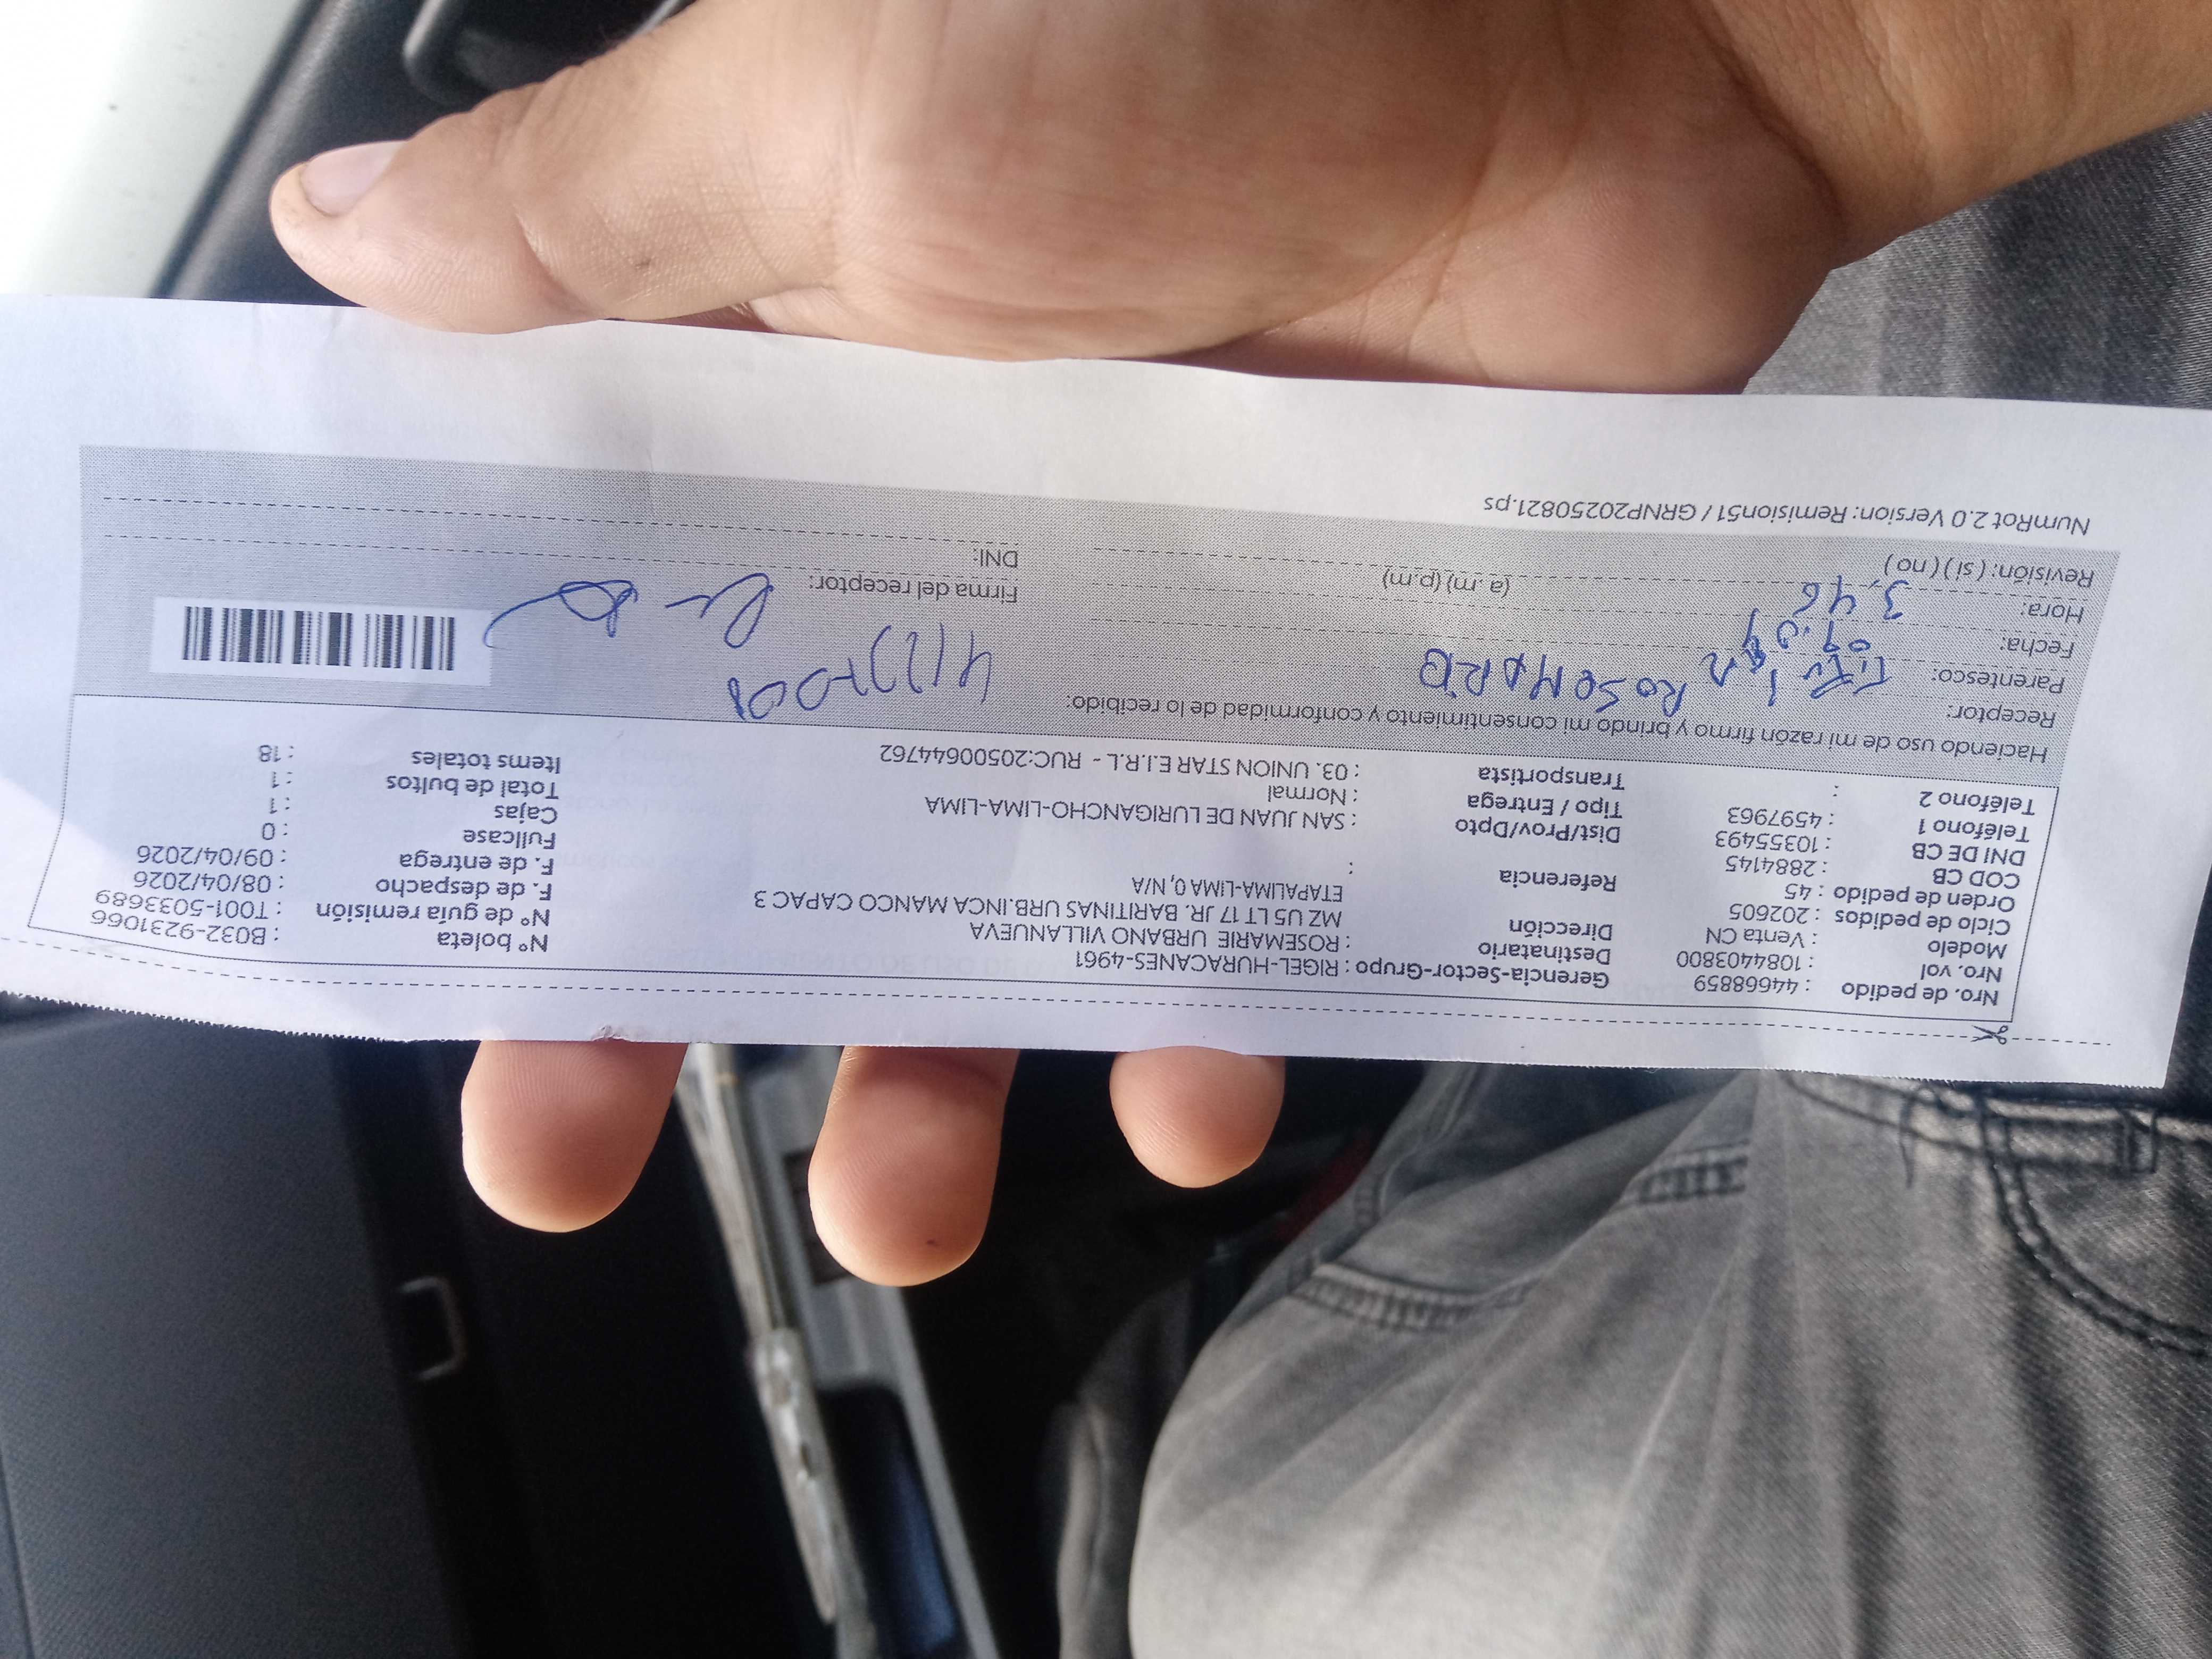 Nro. de pedido : 44668859 Gerencia-Sector-Grupo : RIGEL-HURACANES-4961 N° boleta : B032-9231066
Nro. vol : 1084403800 Destinatario : ROSEMARIE URBANO VILLANUEVA N° de guía remisión : T001-5033689
Modelo : Venta CN Dirección MZ U5 LT 17 JR. BARITINAS URB.INCA MANCO CAPAC 3 F. de despacho : 08/04/2026
Ciclo de pedidos : 202605 ETAPALIMA-LIMA 0, N/A F. de entrega : 09/04/2026
Orden de pedido : 45 Referencia : Fullcase : 0
COD CB : 2884145 Dist/Prov/Dpto : SAN JUAN DE LURIGANCHO-LIMA-LIMA Cajas : 1
DNI DE CB : 10355493 Tipo / Entrega : Normal Total de bultos : 1
Teléfono 1 : 4597963 Transportista : 03. UNION STAR E.I.R.L - RUC:20500644762 Items totales : 18
Teléfono 2 :
Haciendo uso de mi razón firmo y brindo mi consentimiento y conformidad de lo recibido:
Receptor: ROSEMARIE
Parentesco:
Fecha: 09.04
Hora: 3,46 (a .m) (p.m) Firma del receptor:
Revisión: ( si ) ( no ) DNI:
NumRot 2.0 Version: Remision51 / GRNP20250821.ps